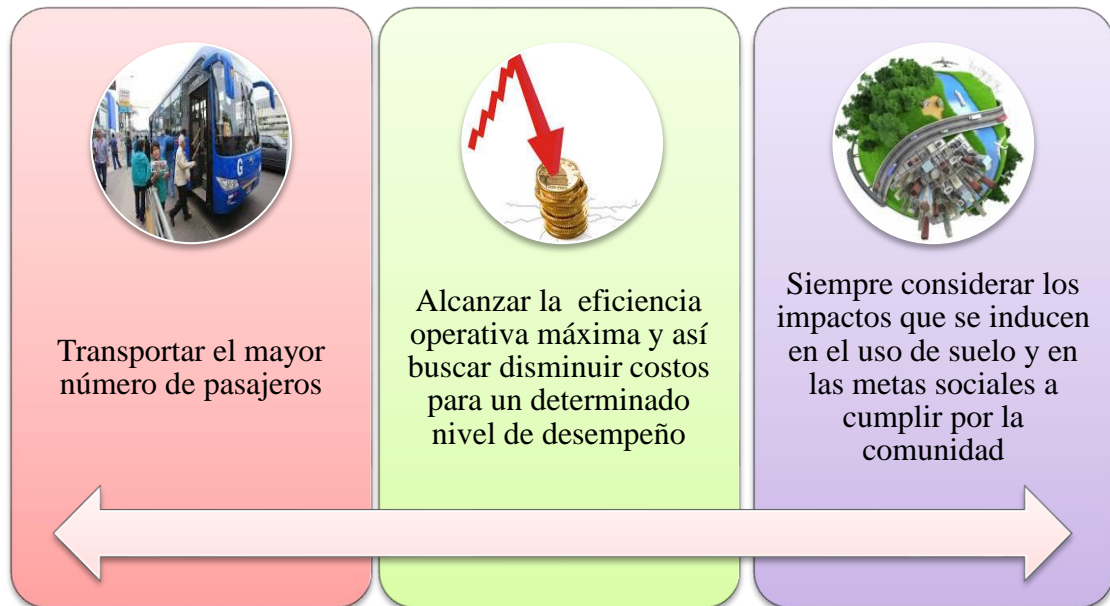 Transportar el mayor
número de pasajeros
Alcanzar la  eficiencia
operativa máxima y así
buscar disminuir costos
para un determinado
nivel de desempeño
Siempre considerar los
impactos que se inducen
en el uso de suelo y en
las metas sociales a
cumplir por la
comunidad
G